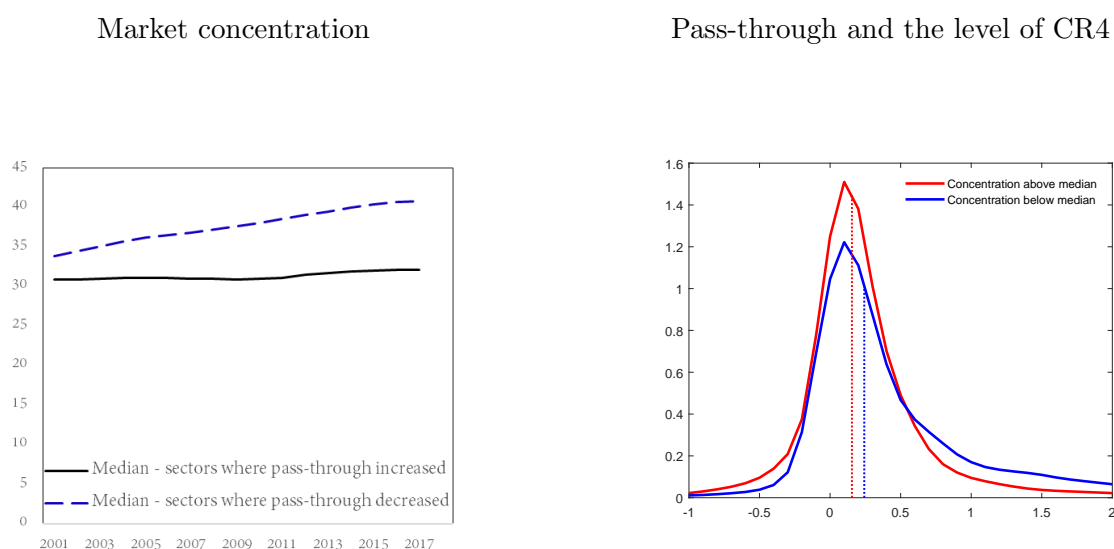 Market concentration
45
40
35
30
25
20
15
10
5
0
Median - sectors where pass-through increased
Median - sectors where pass-through decreased
2001 2003 2005 2007 2009 2011 2013 2015 2017
Pass-through and the level of CR4
1.6
1.4
1.2
1
0.8
0.6
0.4
0.2
0
Concentration above median
Concentration below median
-1 -0.5 0 0.5 1 1.5 2